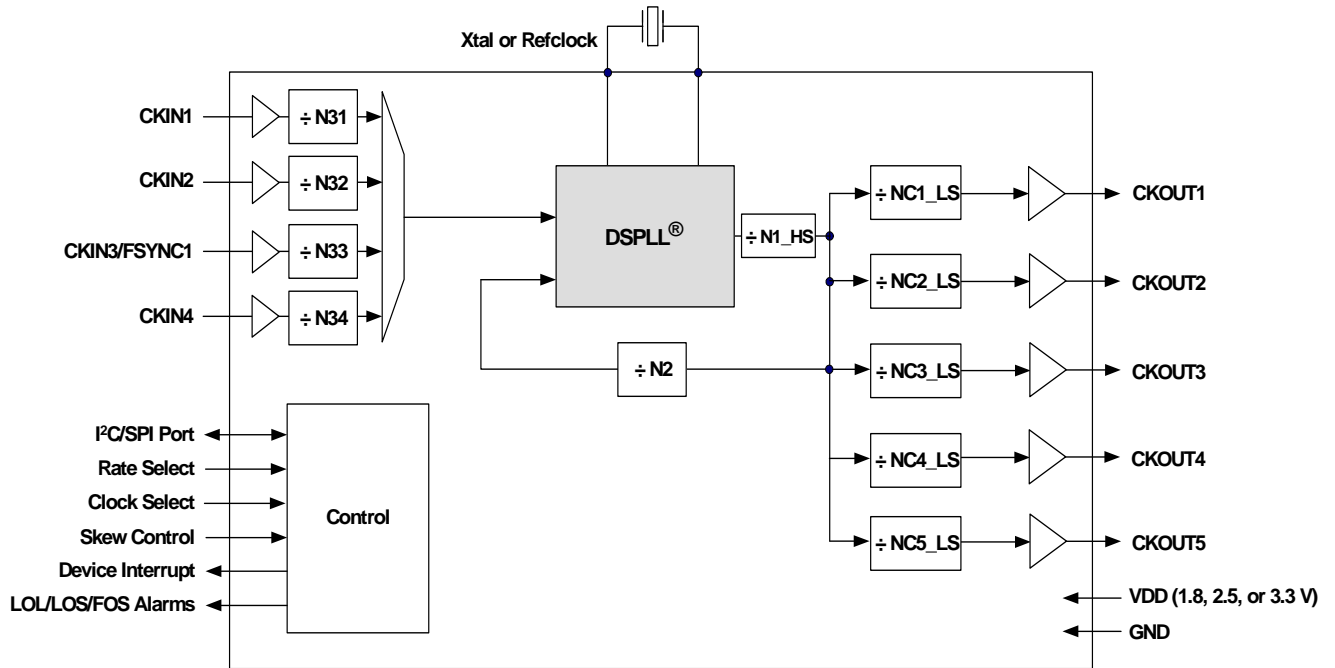 Xtal or Refclock
CKIN1
÷ N31
CKIN2
÷ N32
CKIN3/FSYNC1
÷ N33
CKIN4
÷ N34
DSPLL®
÷ N1_HS
÷ N2
÷ NC1_LS
CKOUT1
÷ NC2_LS
CKOUT2
÷ NC3_LS
CKOUT3
÷ NC4_LS
CKOUT4
÷ NC5_LS
CKOUT5
I²C/SPI Port
Rate Select
Clock Select
Skew Control
Device Interrupt
LOL/LOS/FOS Alarms
Control
VDD (1.8, 2.5, or 3.3 V)
GND